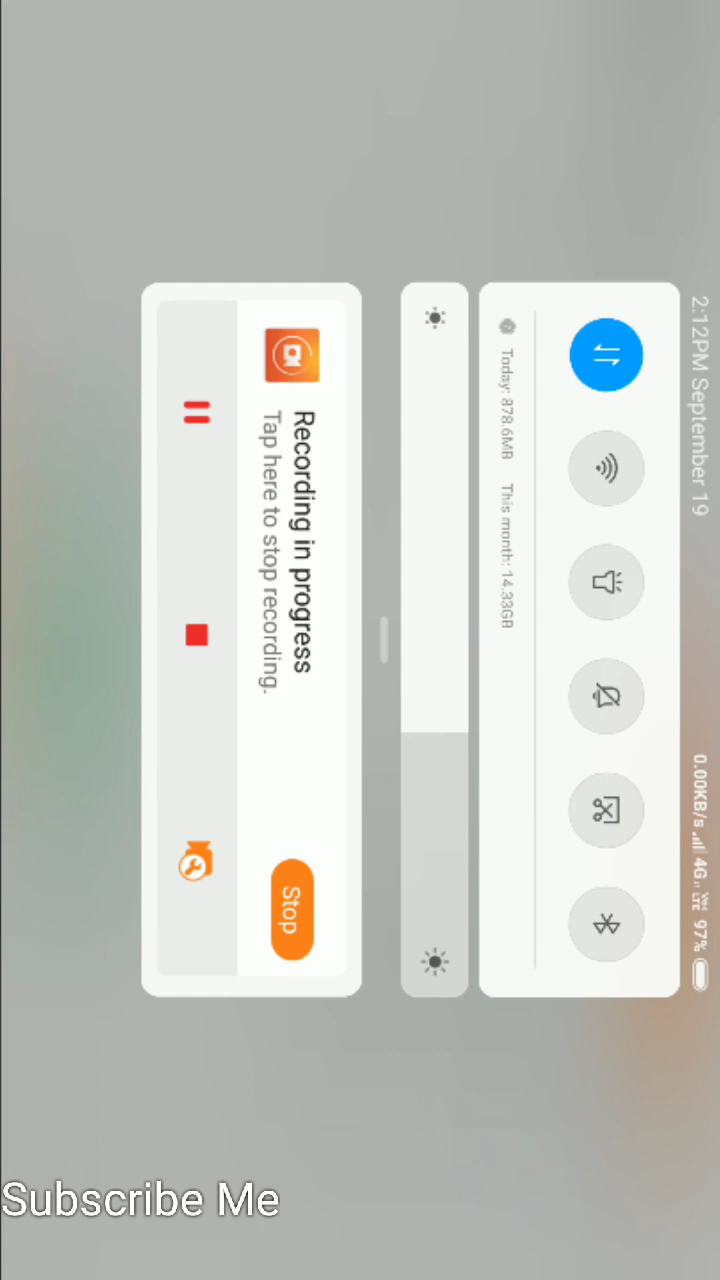 2:12PM September 19
0.00KB/s 4G Vo LTE 97%
Today: 878.6MB This month: 14.33GB
Recording in progress
Tap here to stop recording.
Stop
Subscribe Me